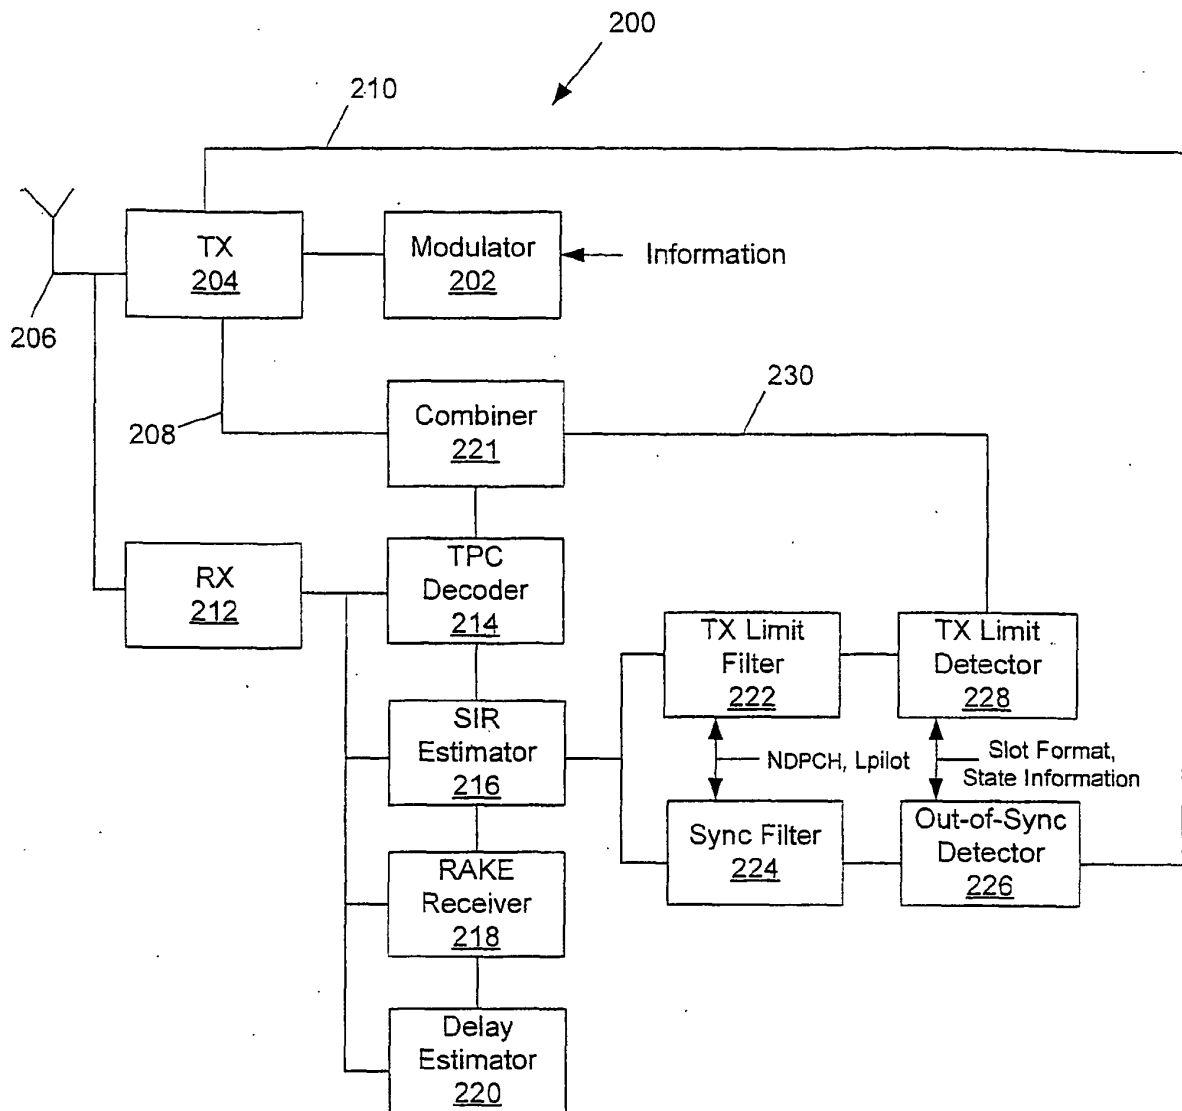 200
210
TX
204
Modulator
202
Information
206
208
Combiner
221
230
RX
212
TPC
Decoder
214
TX Limit
Filter
222
TX Limit
Detector
228
SIR
Estimator
216
NDPCH, Lpilot
Slot Format,
State Information
Sync Filter
224
Out-of-Sync
Detector
226
RAKE
Receiver
218
Delay
Estimator
220